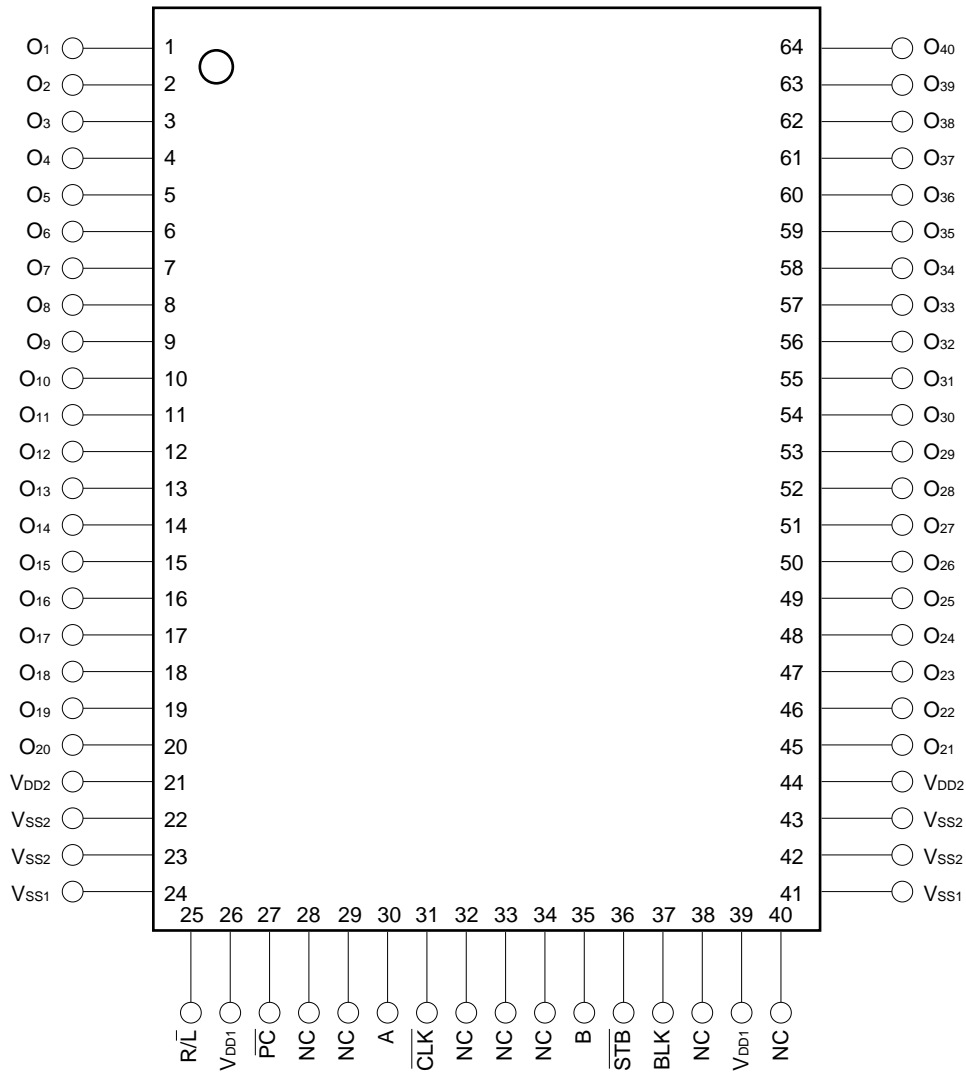 O1 1 64 O40
O2 2 63 O39
O3 3 62 O38
O4 4 61 O37
O5 5 60 O36
O6 6 59 O35
O7 7 58 O34
O8 8 57 O33
O9 9 56 O32
O10 10 55 O31
O11 11 54 O30
O12 12 53 O29
O13 13 52 O28
O14 14 51 O27
O15 15 50 O26
O16 16 49 O25
O17 17 48 O24
O18 18 47 O23
O19 19 46 O22
O20 20 45 O21
VDD2 21 44 VDD2
VSS2 22 43 VSS2
VSS2 23 42 VSS2
VSS1 24 41 VSS1
25 26 27 28 29 30 31 32 33 34 35 36 37 38 39 40
R/L̅
VDD1
P̅C̅
NC
NC
A
C̅L̅K̅
NC
NC
NC
B
S̅T̅B̅
BLK
NC
VDD1
NC